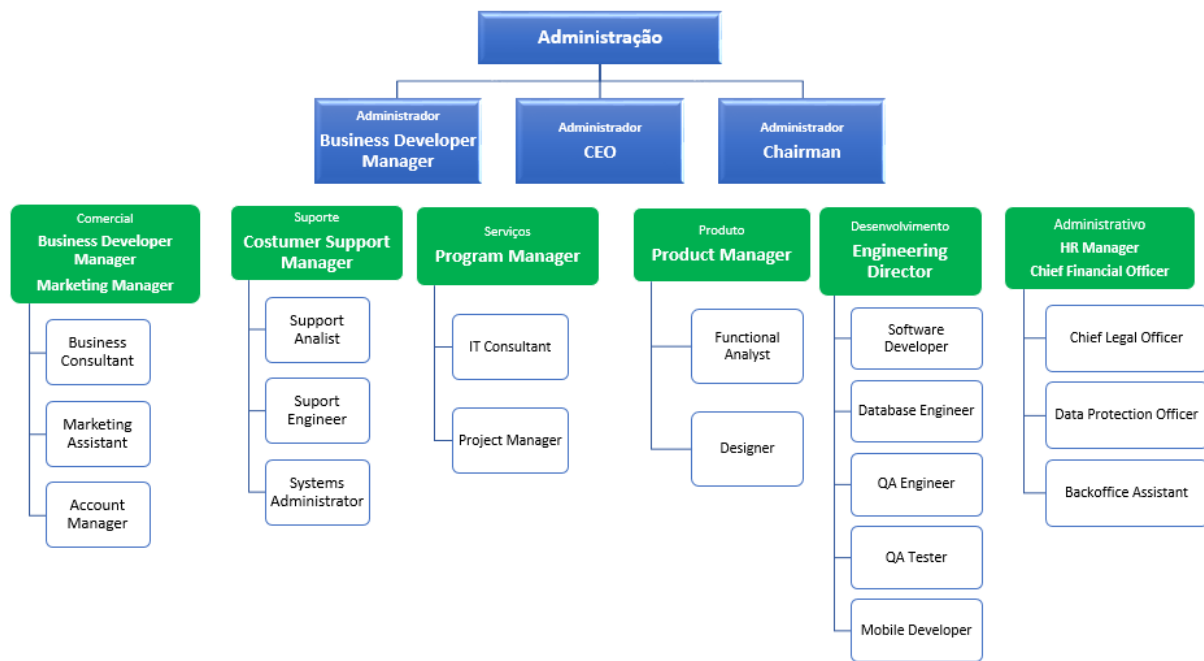 Administração
Administrador
Business Developer
Manager
Administrador
CEO
Administrador
Chairman
Comercial
Business Developer
Manager
Marketing Manager
Business
Consultant
Marketing
Assistant
Account
Manager
Suporte
Costumer Support
Manager
Support
Analist
Suport
Engineer
Systems
Administrator
Serviços
Program Manager
IT Consultant
Project Manager
Produto
Product Manager
Functional
Analyst
Designer
Desenvolvimento
Engineering
Director
Software
Developer
Database Engineer
QA Engineer
QA Tester
Mobile Developer
Administrativo
HR Manager
Chief Financial Officer
Chief Legal Officer
Data Protection Officer
Backoffice Assistant